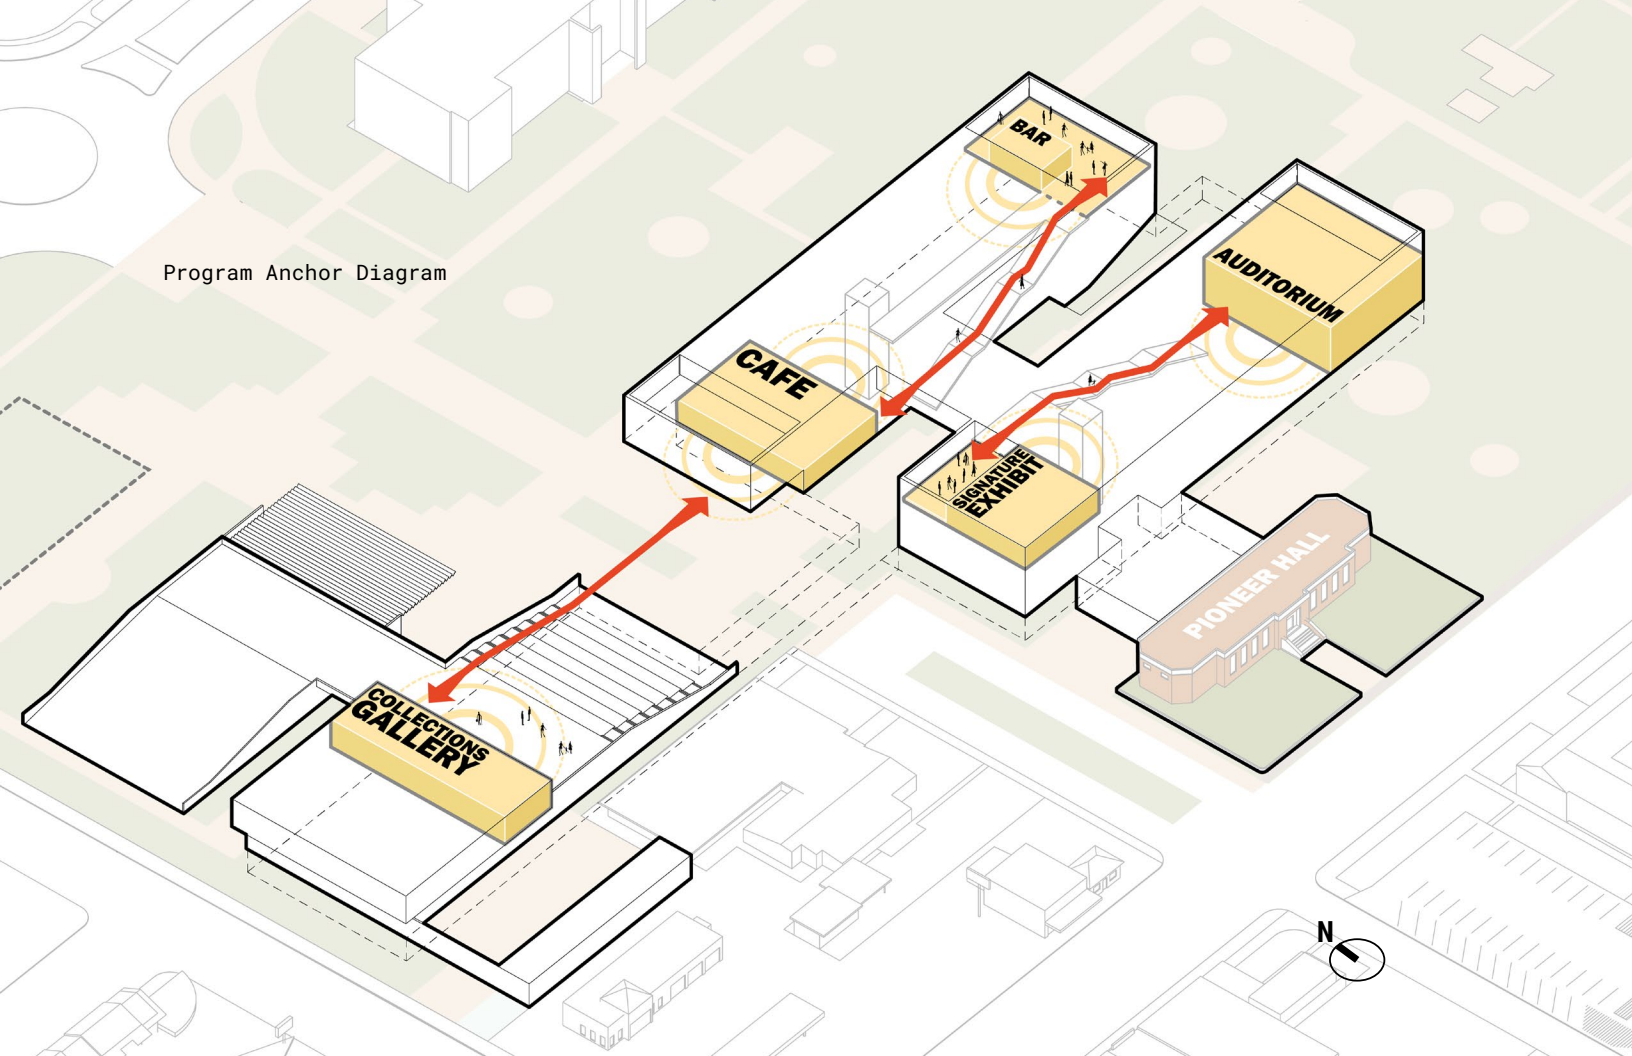 Program Anchor Diagram
BAR
AUDITORIUM
CAFE
SIGNATURE
EXHIBIT
PIONEER HALL
COLLECTIONS
GALLERY
N